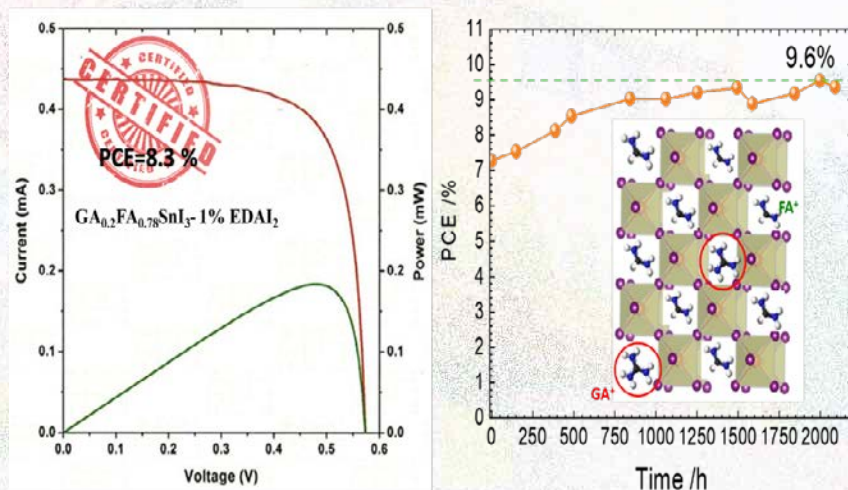 CERTIFIED
CERTIFIED
CERTIFIED
PCE=8.3 %
GA0.2FA0.78SnI3- 1% EDAI2
Current (mA)
0.5
0.4
0.3
0.2
0.1
0.0
0.0 0.1 0.2 0.3 0.4 0.5 0.6
Voltage (V)
0.5
0.4
0.3
0.2
0.1
0.0
Power (mW)
PCE /%
11
10
9
8
7
6
5
4
3
2
1
0
9.6%
FA+
GA+
0 250 500 750 1000 1250 1500 1750 2000
Time /h